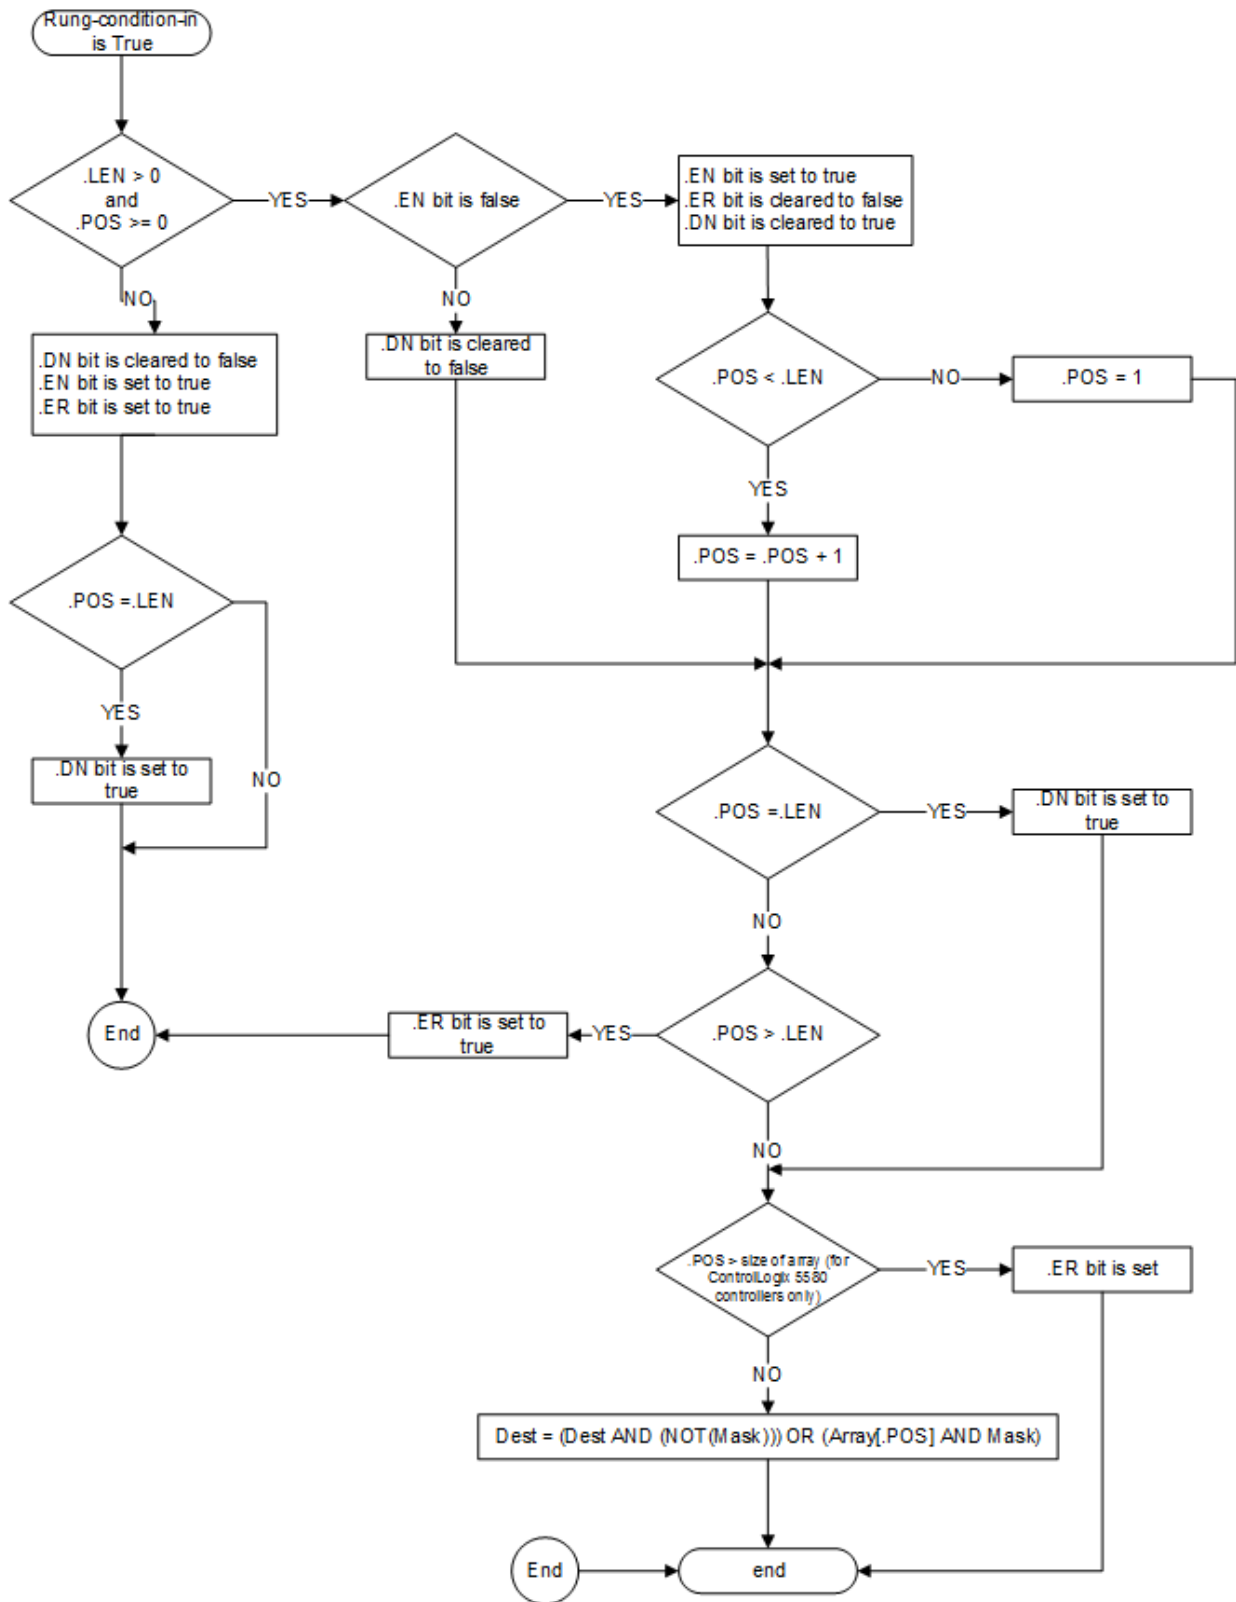 Rung-condition-in
is True
.LEN > 0
and
.POS >= 0
YES
.EN bit is false
YES
.EN bit is set to true
.ER bit is cleared to false
.DN bit is cleared to true
NO
NO
.DN bit is cleared to false
.EN bit is set to true
.ER bit is set to true
.DN bit is cleared
to false
.POS < .LEN
NO
.POS = 1
YES
.POS = .POS + 1
.POS =.LEN
YES
NO
.DN bit is set to
true
.POS =.LEN
YES
.DN bit is set to
true
NO
End
.ER bit is set to
true
YES
.POS > .LEN
NO
.POS > size of array (for
ControlLogix 5580
controllers only)
YES
.ER bit is set
NO
Dest = (Dest AND (NOT(Mask))) OR (Array[.POS] AND Mask)
End
end